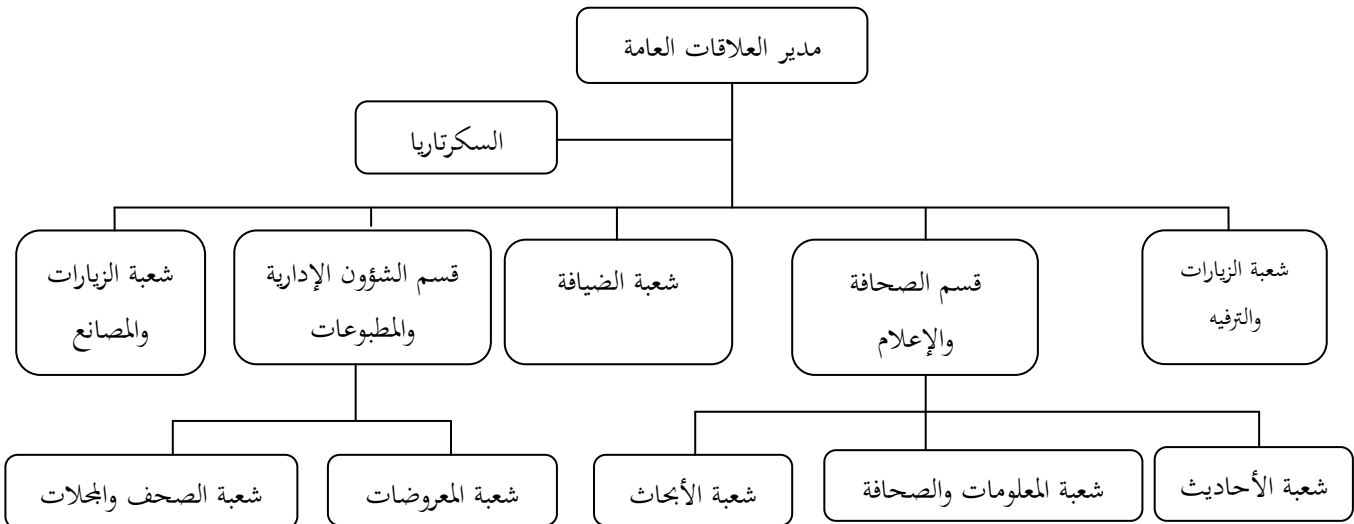 مدير العلاقات العامة
السكرتاريا
شعبة الزيارات
والترفيه
قسم الصحافة
والإعلام
شعبة الضيافة
قسم الشؤون الإدارية
والمطبوعات
شعبة الزيارات
والمصانع
شعبة الأحاديث
شعبة المعلومات والصحافة
شعبة الأبحاث
شعبة المعروضات
شعبة الصحف والمجلات